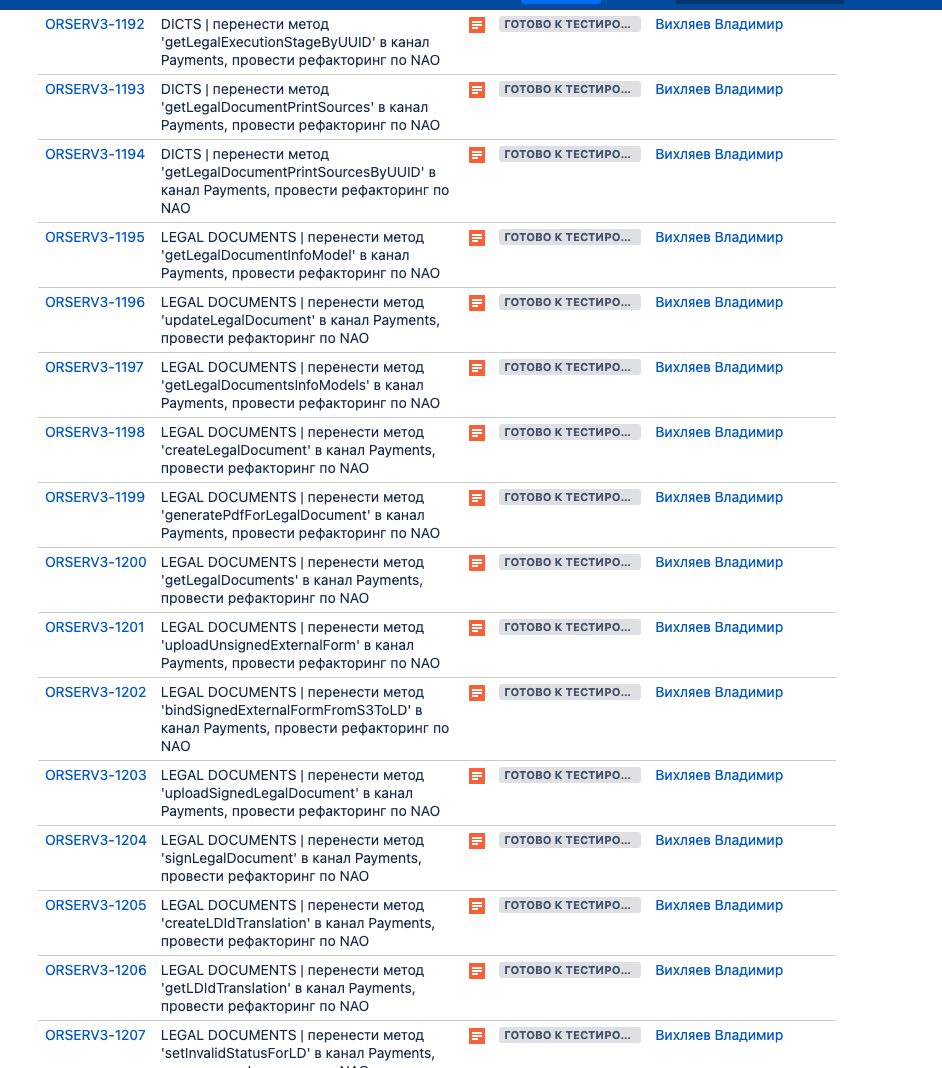 ORSERV3-1192
DICTS | перенести метод
'getLegalExecutionStageByUUID' в канал
Payments, провести рефакторинг по NAO
ГОТОВО К ТЕСТИРО...
Вихляев Владимир
ORSERV3-1193
DICTS | перенести метод
'getLegalDocumentPrintSources' в канал
Payments, провести рефакторинг по NAO
ГОТОВО К ТЕСТИРО...
Вихляев Владимир
ORSERV3-1194
DICTS | перенести метод
'getLegalDocumentPrintSourcesByUUID' в
канал Payments, провести рефакторинг по
NAO
ГОТОВО К ТЕСТИРО...
Вихляев Владимир
ORSERV3-1195
LEGAL DOCUMENTS | перенести метод
'getLegalDocumentInfoModel' в канал
Payments, провести рефакторинг по NAO
ГОТОВО К ТЕСТИРО...
Вихляев Владимир
ORSERV3-1196
LEGAL DOCUMENTS | перенести метод
'updateLegalDocument' в канал Payments,
провести рефакторинг по NAO
ГОТОВО К ТЕСТИРО...
Вихляев Владимир
ORSERV3-1197
LEGAL DOCUMENTS | перенести метод
'getLegalDocumentsInfoModels' в канал
Payments, провести рефакторинг по NAO
ГОТОВО К ТЕСТИРО...
Вихляев Владимир
ORSERV3-1198
LEGAL DOCUMENTS | перенести метод
'createLegalDocument' в канал Payments,
провести рефакторинг по NAO
ГОТОВО К ТЕСТИРО...
Вихляев Владимир
ORSERV3-1199
LEGAL DOCUMENTS | перенести метод
'generatePdfForLegalDocument' в канал
Payments, провести рефакторинг по NAO
ГОТОВО К ТЕСТИРО...
Вихляев Владимир
ORSERV3-1200
LEGAL DOCUMENTS | перенести метод
'getLegalDocuments' в канал Payments,
провести рефакторинг по NAO
ГОТОВО К ТЕСТИРО...
Вихляев Владимир
ORSERV3-1201
LEGAL DOCUMENTS | перенести метод
'uploadUnsignedExternalForm' в канал
Payments, провести рефакторинг по NAO
ГОТОВО К ТЕСТИРО...
Вихляев Владимир
ORSERV3-1202
LEGAL DOCUMENTS | перенести метод
'bindSignedExternalFormFromS3ToLD' в
канал Payments, провести рефакторинг по
NAO
ГОТОВО К ТЕСТИРО...
Вихляев Владимир
ORSERV3-1203
LEGAL DOCUMENTS | перенести метод
'uploadSignedLegalDocument' в канал
Payments, провести рефакторинг по NAO
ГОТОВО К ТЕСТИРО...
Вихляев Владимир
ORSERV3-1204
LEGAL DOCUMENTS | перенести метод
'signLegalDocument' в канал Payments,
провести рефакторинг по NAO
ГОТОВО К ТЕСТИРО...
Вихляев Владимир
ORSERV3-1205
LEGAL DOCUMENTS | перенести метод
'createLDIdTranslation' в канал Payments,
провести рефакторинг по NAO
ГОТОВО К ТЕСТИРО...
Вихляев Владимир
ORSERV3-1206
LEGAL DOCUMENTS | перенести метод
'getLDIdTranslation' в канал Payments,
провести рефакторинг по NAO
ГОТОВО К ТЕСТИРО...
Вихляев Владимир
ORSERV3-1207
LEGAL DOCUMENTS | перенести метод
'setInvalidStatusForLD' в канал Payments,
ГОТОВО К ТЕСТИРО...
Вихляев Владимир